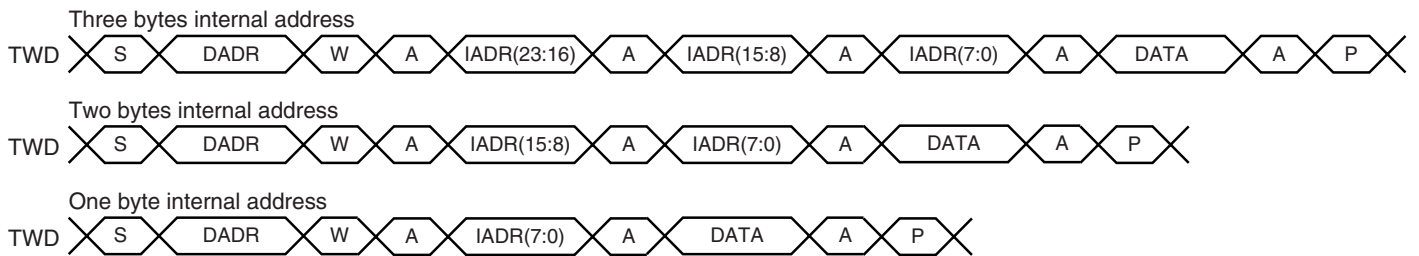 Three bytes internal address
TWD S DADR W A IADR(23:16) A IADR(15:8) A IADR(7:0) A DATA A P
Two bytes internal address
TWD S DADR W A IADR(15:8) A IADR(7:0) A DATA A P
One byte internal address
TWD S DADR W A IADR(7:0) A DATA A P